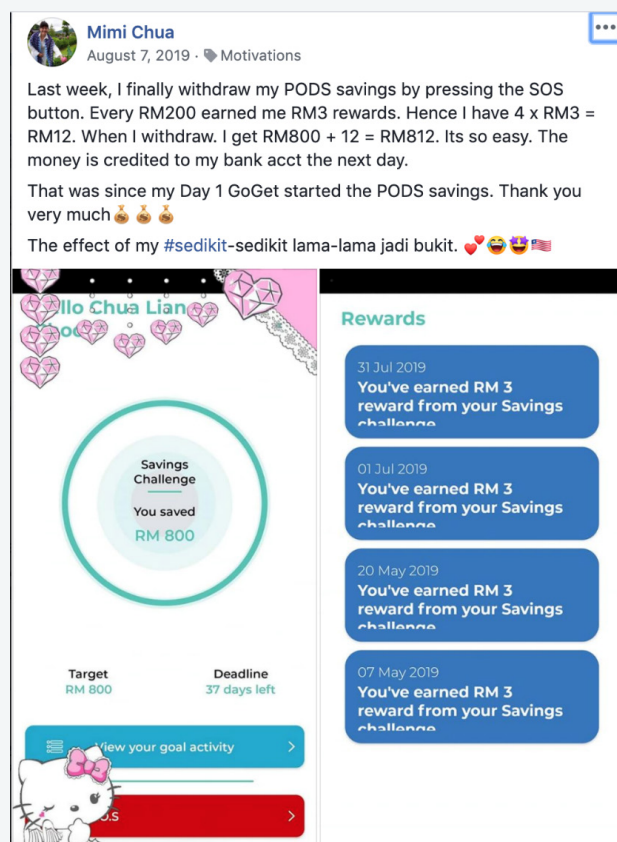 Mimi Chua
August 7, 2019 · Motivations
Last week, I finally withdraw my PODS savings by pressing the SOS
button. Every RM200 earned me RM3 rewards. Hence I have 4 x RM3 =
RM12. When I withdraw. I get RM800 + 12 = RM812. Its so easy. The
money is credited to my bank acct the next day.
That was since my Day 1 GoGet started the PODS savings. Thank you
very much💰💰💰
The effect of my #sedikit-sedikit lama-lama jadi bukit. 💕😂🤩🇲🇾
Chua Lian
Savings
Challenge
You saved
RM 800
Target
RM 800
Deadline
37 days left
View your goal activity
Rewards
31 Jul 2019
You've earned RM 3
reward from your Savings
challenge
01 Jul 2019
You've earned RM 3
reward from your Savings
challenge
20 May 2019
You've earned RM 3
reward from your Savings
challenge
07 May 2019
You've earned RM 3
reward from your Savings
challenge